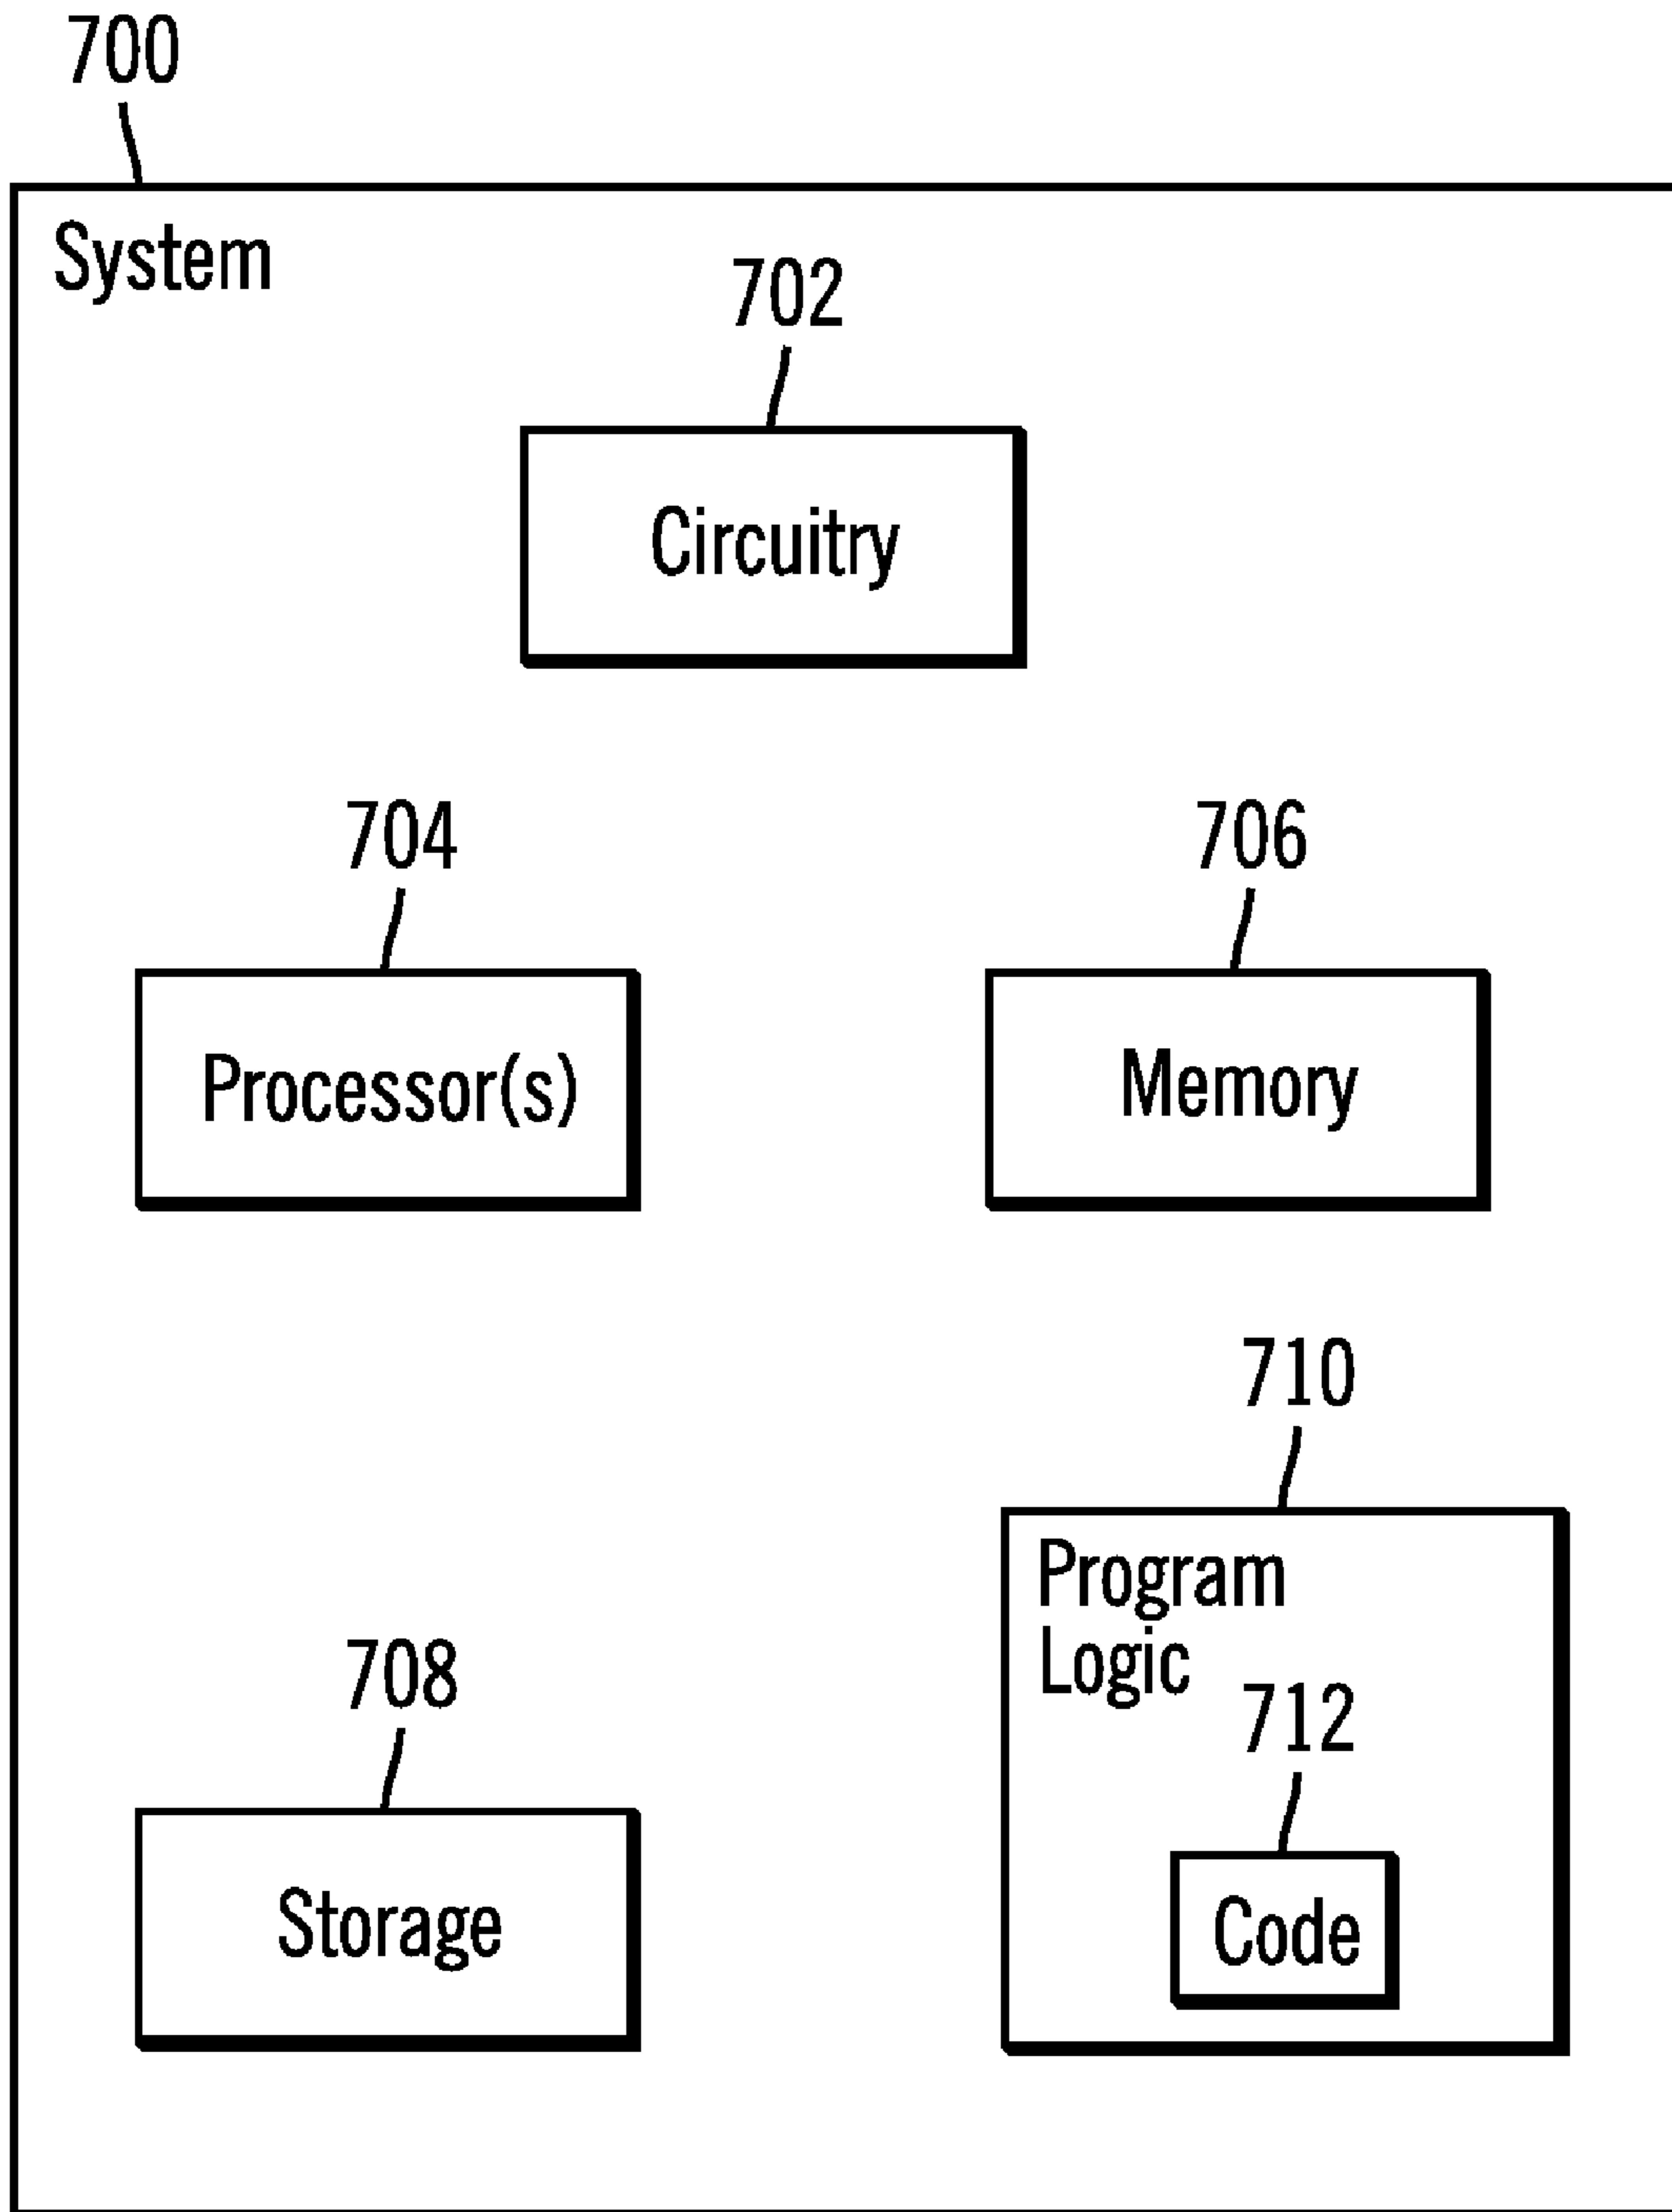 700
System
702
Circuitry
704
706
Processor(s)
Memory
710
Program
Logic
708
712
Storage
Code